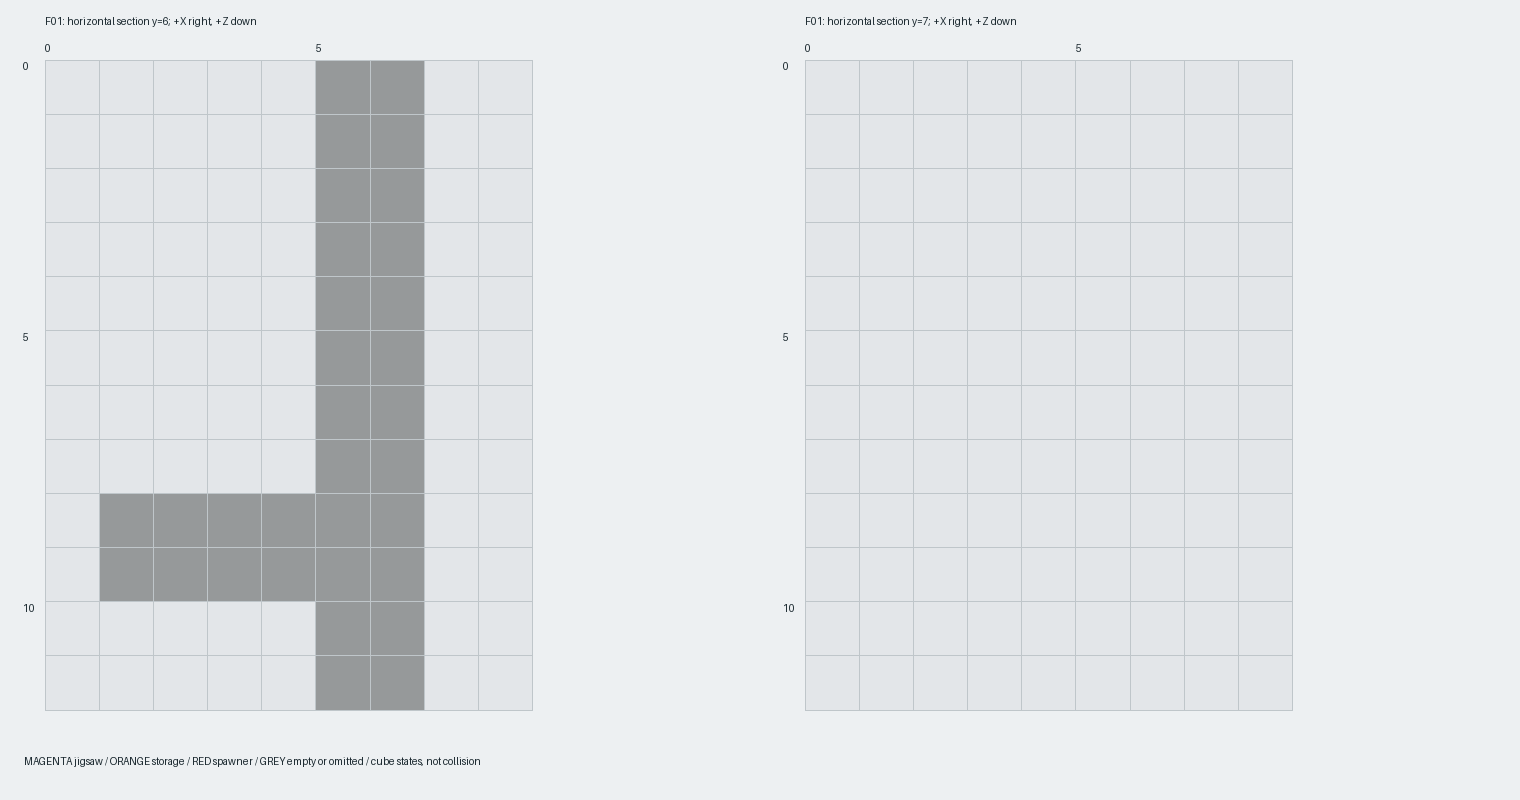 F01: horizontal section y=6; +X right, +Z down
F01: horizontal section y=7; +X right, +Z down
0 5
0 5
0
0
5
5
10
10
MAGENTA jigsaw / ORANGE storage / RED spawner / GREY empty or omitted / cube states, not collision